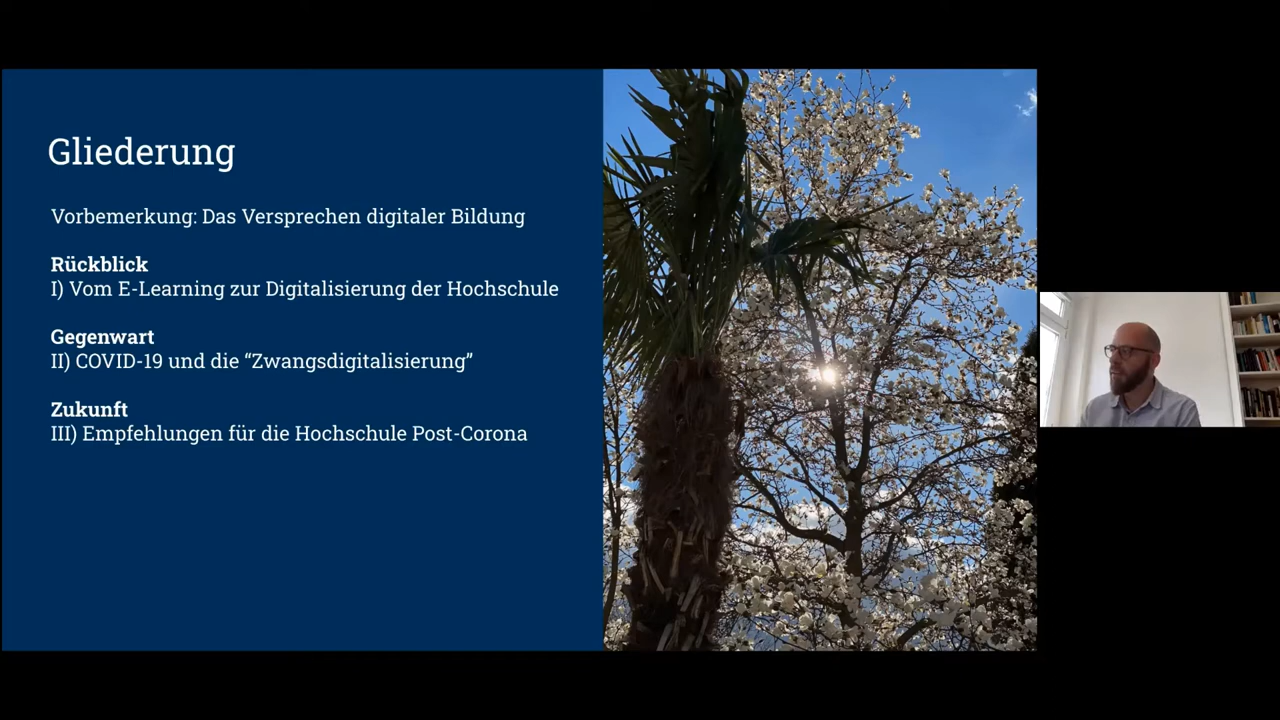 Gliederung
Vorbemerkung: Das Versprechen digitaler Bildung
Rückblick
I) Vom E-Learning zur Digitalisierung der Hochschule
Gegenwart
II) COVID-19 und die “Zwangsdigitalisierung”
Zukunft
III) Empfehlungen für die Hochschule Post-Corona